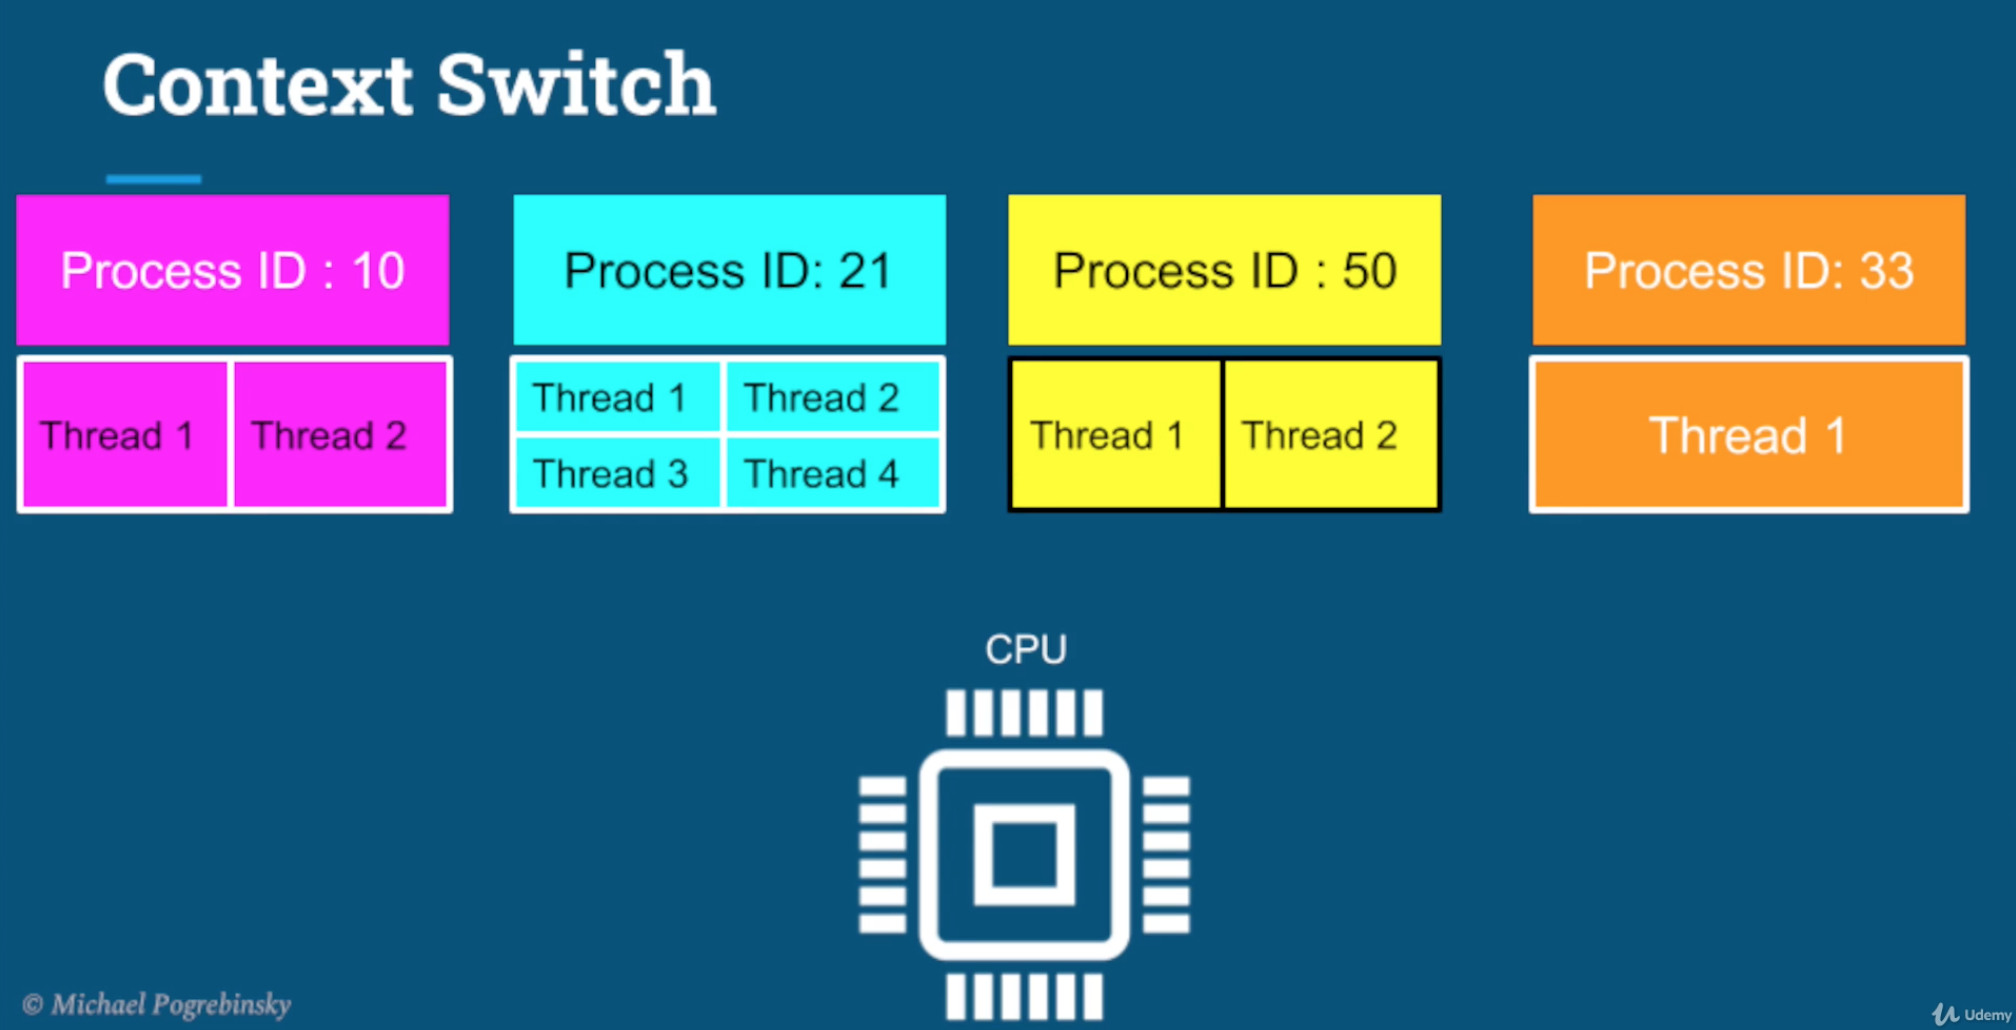 Context Switch
Process ID : 10
Process ID: 21
Process ID : 50
Process ID: 33
Thread 1
Thread 2
Thread 1
Thread 2
Thread 3
Thread 4
Thread 1
Thread 2
Thread 1
CPU
© Michael Pogrebinsky
Udemy